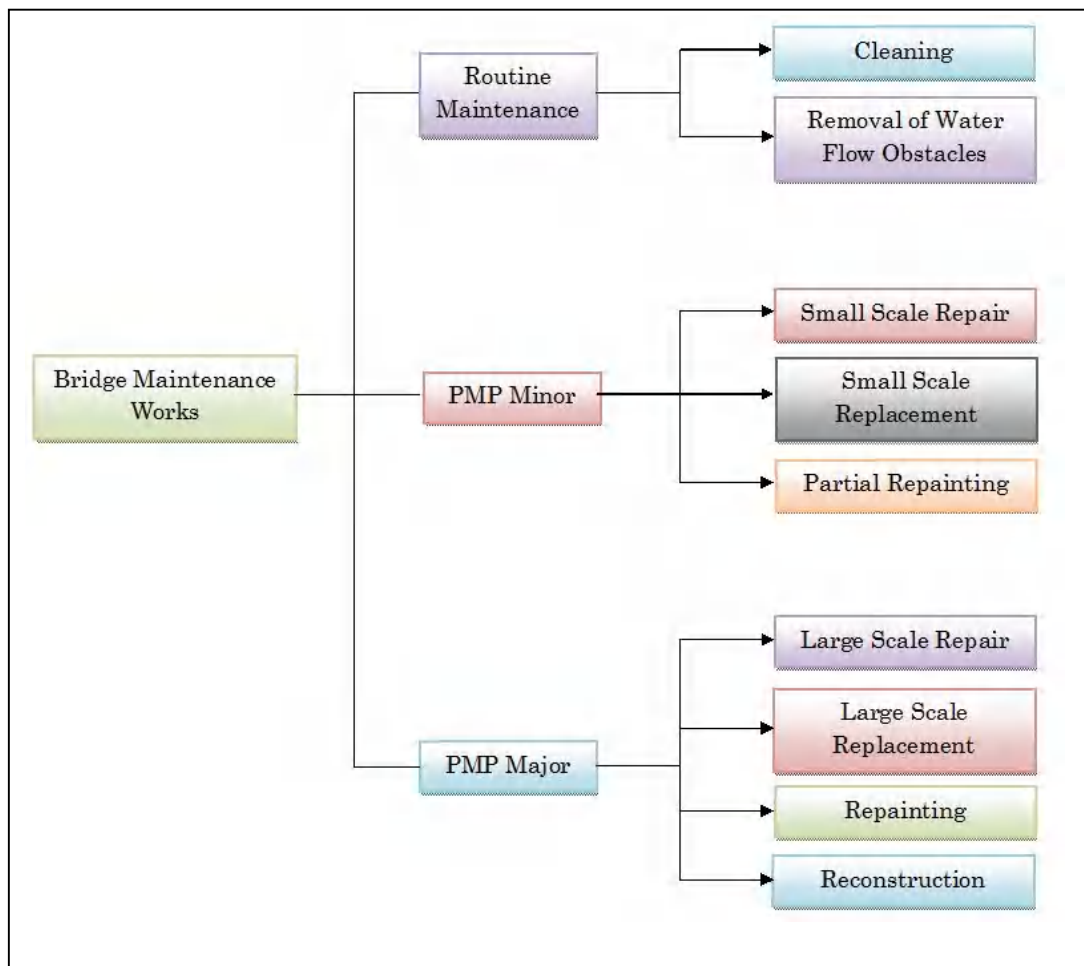 Routine
Maintenance
Cleaning
Removal of Water
Flow Obstacles
Bridge Maintenance
Works
PMP Minor
Small Scale Repair
Small Scale
Replacement
Partial Repainting
PMP Major
Large Scale Repair
Large Scale
Replacement
Repainting
Reconstruction